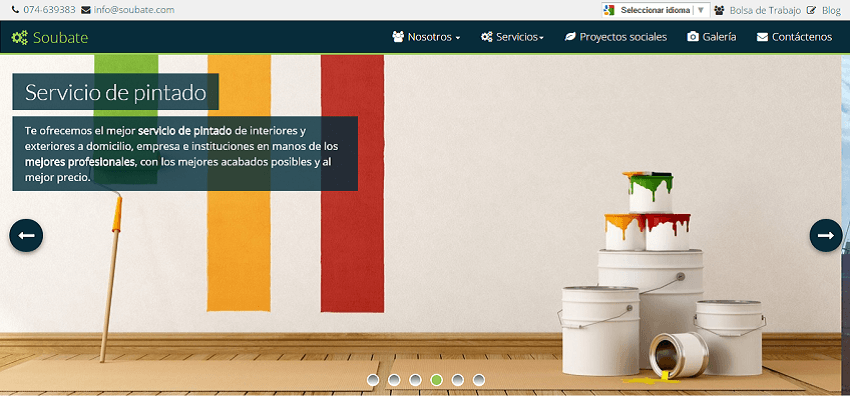 074-639383 info@soubate.com Seleccionar idioma ▼ Bolsa de Trabajo Blog
Soubate Nosotros Servicios Proyectos sociales Galería Contáctenos
Servicio de pintado
Te ofrecemos el mejor servicio de pintado de interiores y
exteriores a domicilio, empresa e instituciones en manos de los
mejores profesionales, con los mejores acabados posibles y al
mejor precio.